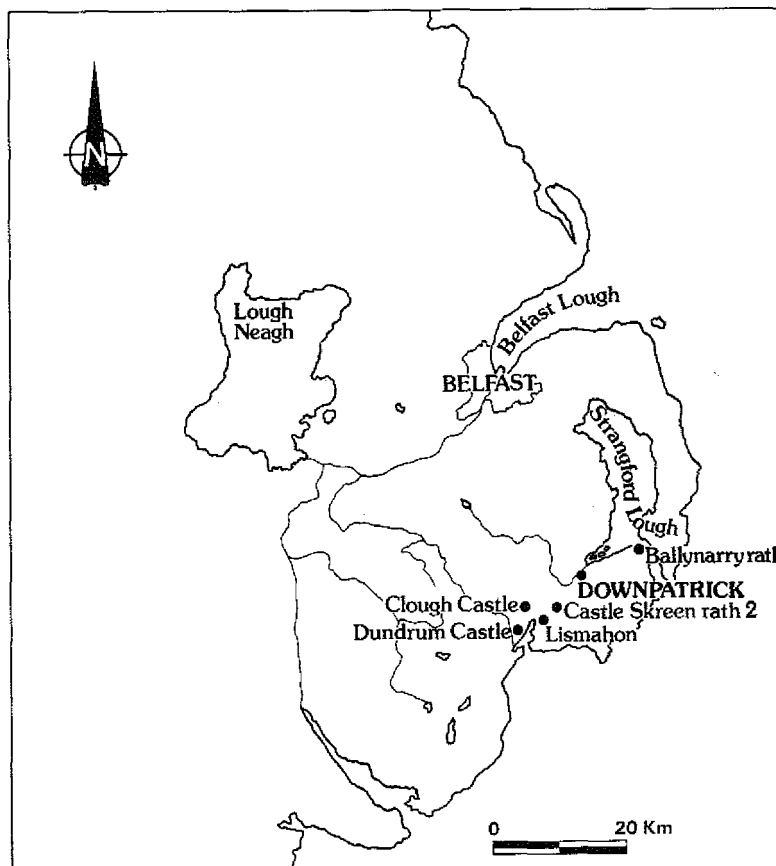 N
Lough
Neagh
Belfast Lough
BELFAST
Strangford Lough
Ballynarry rath
DOWNPATRICK
Clough Castle
Castle Skreen rath 2
Dundrum Castle
Lismahon
0 20 Km